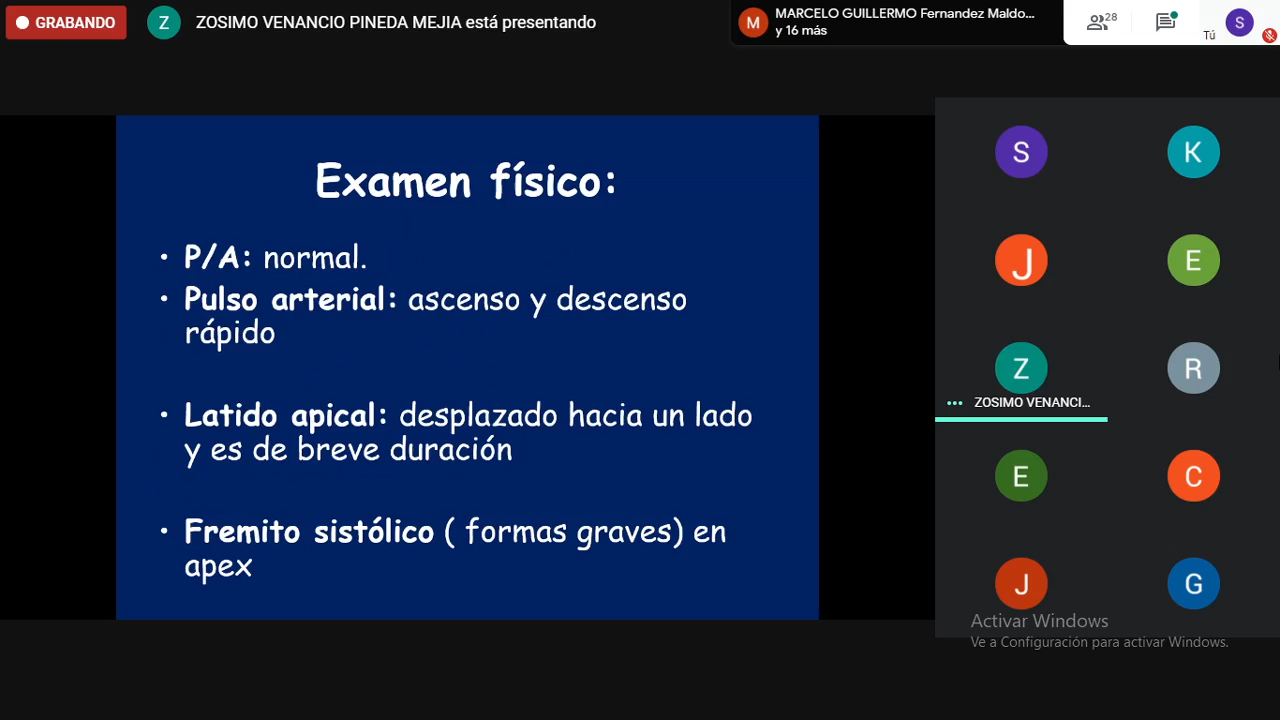 GRABANDO
Z
ZOSIMO VENANCIO PINEDA MEJIA está presentando
M
MARCELO GUILLERMO Fernandez Maldo...
y 16 más
28
Tú
S
Examen físico:
• P/A: normal.
• Pulso arterial: ascenso y descenso
rápido
• Latido apical: desplazado hacia un lado
y es de breve duración
• Fremito sistólico ( formas graves) en
apex
S
K
J
E
Z
R
ZOSIMO VENANCI...
E
C
J
G
Activar Windows
Ve a Configuración para activar Windows.